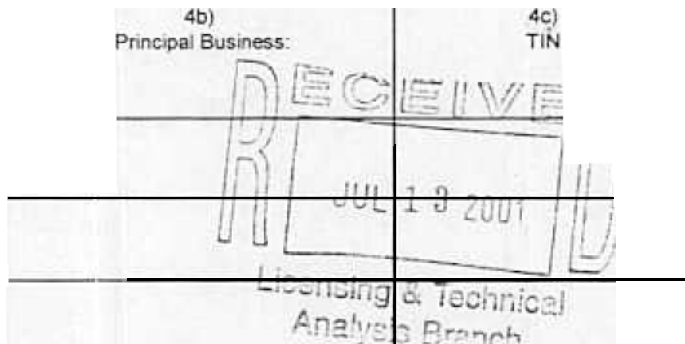 4b) 4c)
Principal Business: TIN
RECEIVED
JUL 13 2001
Licensing & Technical
Analysis Branch